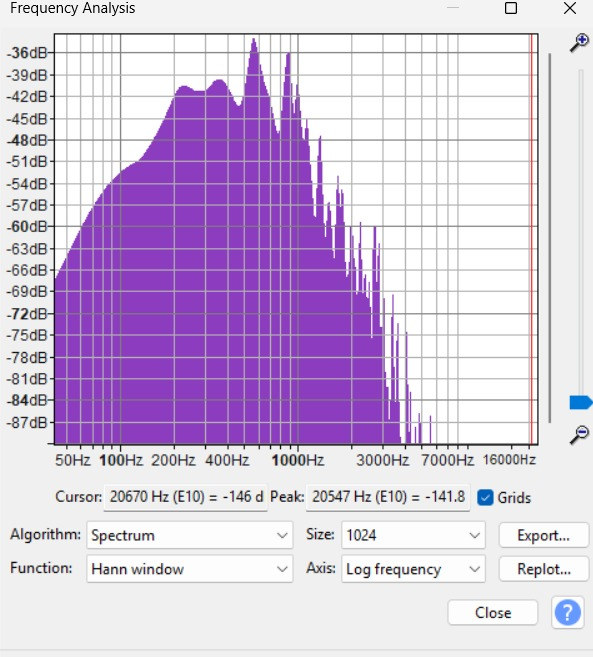 Frequency Analysis
-36dB
-39dB
-42dB
-45dB
-48dB
-51dB
-54dB
-57dB
-60dB
-63dB
-66dB
-69dB
-72dB
-75dB
-78dB
-81dB
-84dB
-87dB
50Hz 100Hz 200Hz 400Hz 1000Hz 3000Hz 7000Hz 16000Hz
Cursor: 20670 Hz (E10) = -146 d Peak: 20547 Hz (E10) = -141.8 Grids
Algorithm: Spectrum Size: 1024 Export...
Function: Hann window Axis: Log frequency Replot...
Close ?